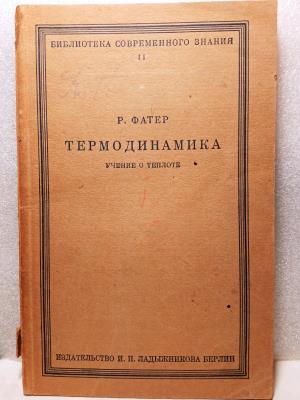 БИБЛИОТЕКА СОВРЕМЕННОГО ЗНАНИЯ
11
Р. ФАТЕР
ТЕРМОДИНАМИКА
УЧЕНИЕ О ТЕПЛОТЕ
ИЗДАТЕЛЬСТВО И. П. ЛАДЫЖНИКОВА БЕРЛИН